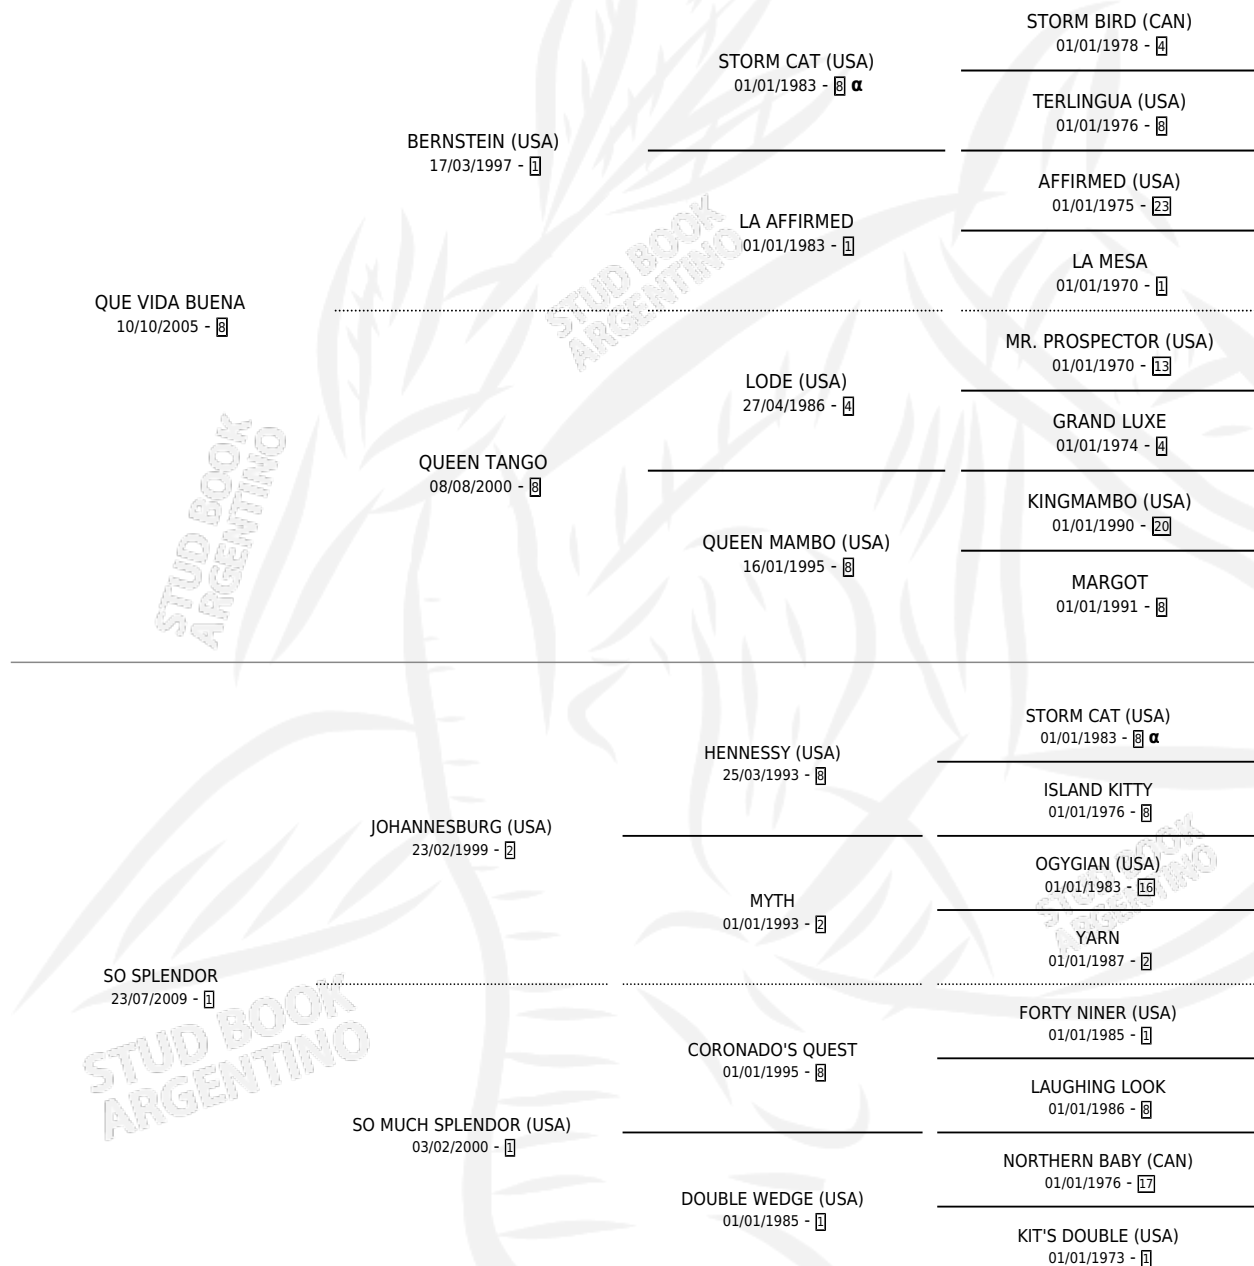 STORM BIRD (CAN)
01/01/1978 - 4
STORM CAT (USA)
01/01/1983 - 8 α
TERLINGUA (USA)
01/01/1976 - 8
BERNSTEIN (USA)
17/03/1997 - 1
AFFIRMED (USA)
01/01/1975 - 23
LA AFFIRMED
01/01/1983 - 1
LA MESA
01/01/1970 - 1
QUE VIDA BUENA
10/10/2005 - 8
MR. PROSPECTOR (USA)
01/01/1970 - 13
LODE (USA)
27/04/1986 - 4
GRAND LUXE
01/01/1974 - 4
QUEEN TANGO
08/08/2000 - 8
KINGMAMBO (USA)
01/01/1990 - 20
QUEEN MAMBO (USA)
16/01/1995 - 8
MARGOT
01/01/1991 - 8
STORM CAT (USA)
01/01/1983 - 8 α
HENNESSY (USA)
25/03/1993 - 8
ISLAND KITTY
01/01/1976 - 8
JOHANNESBURG (USA)
23/02/1999 - 2
OGYGIAN (USA)
01/01/1983 - 16
MYTH
01/01/1993 - 2
YARN
01/01/1987 - 2
SO SPLENDOR
23/07/2009 - 1
FORTY NINER (USA)
01/01/1985 - 1
CORONADO'S QUEST
01/01/1995 - 8
LAUGHING LOOK
01/01/1986 - 8
SO MUCH SPLENDOR (USA)
03/02/2000 - 1
NORTHERN BABY (CAN)
01/01/1976 - 17
DOUBLE WEDGE (USA)
01/01/1985 - 1
KIT'S DOUBLE (USA)
01/01/1973 - 1
STUD BOOK
ARGENTINO
STUD BOOK
ARGENTINO
STUD BOOK
ARGENTINO
STUD BOOK
ARGENTINO